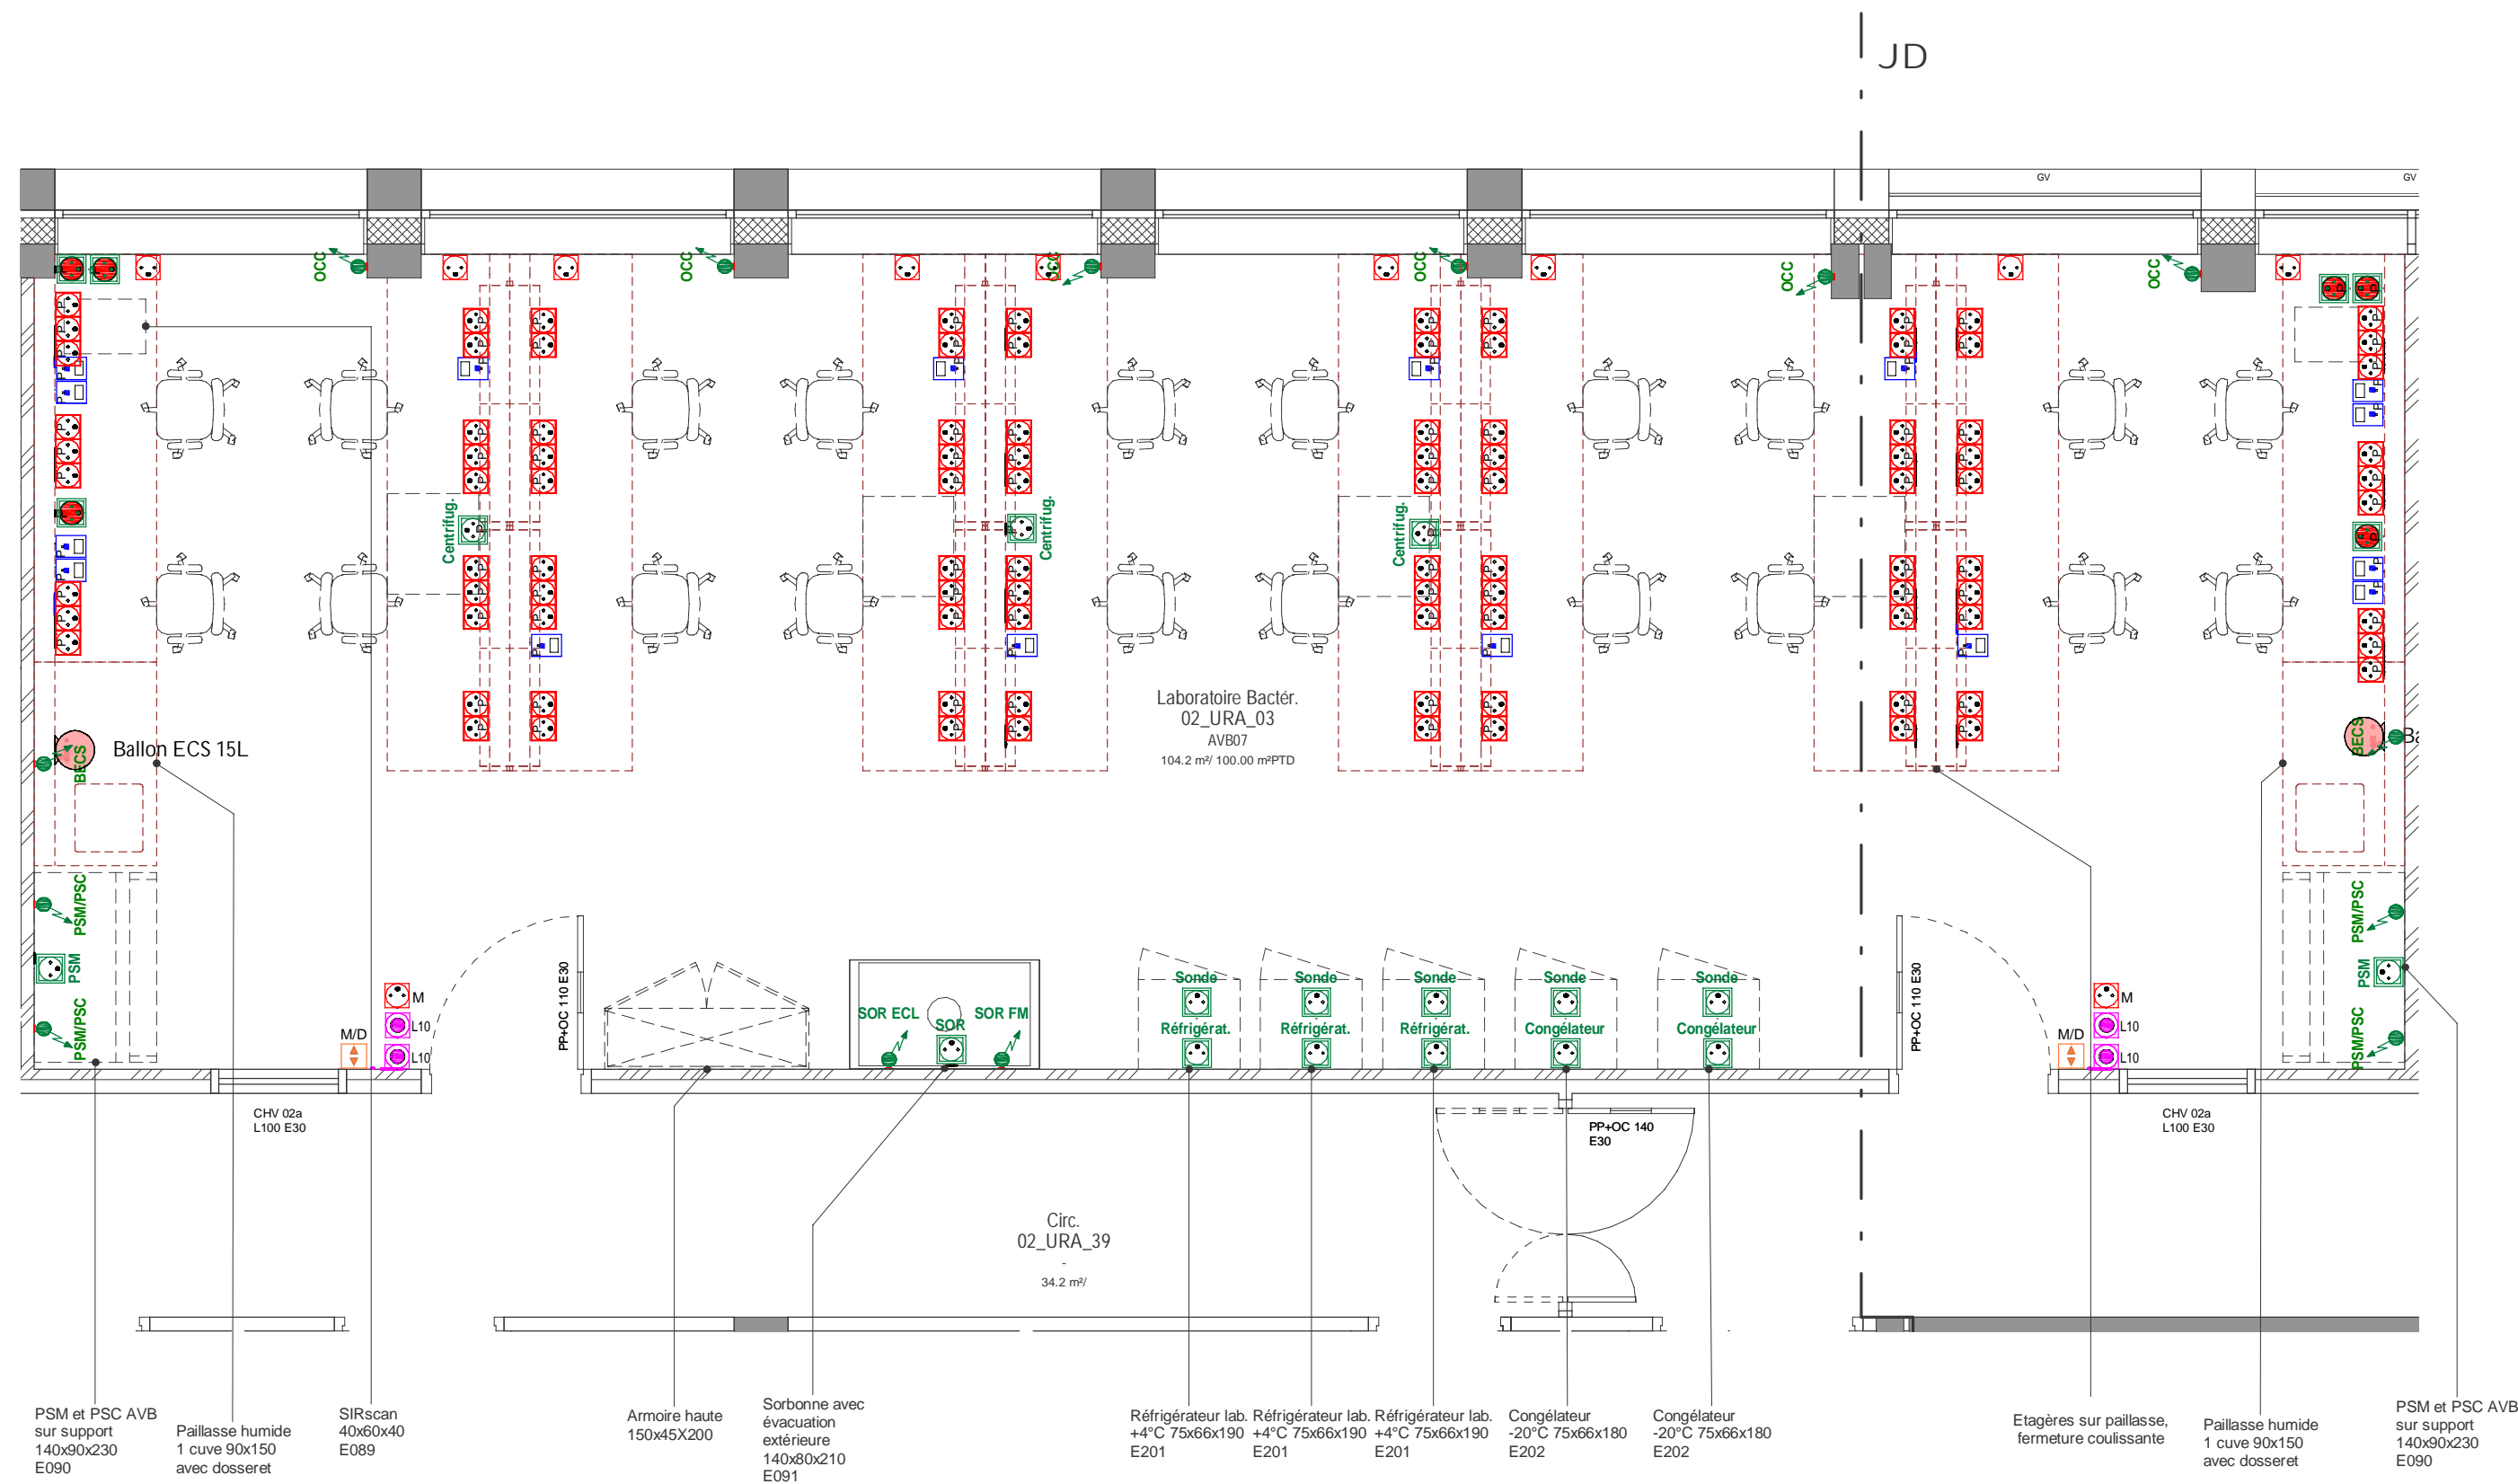 JD
GV
GV
OCC
OCC
OCC
OCC
OCC
OCC
Centrifug.
Centrifug.
Centrifug.
Laboratoire Bactér.
02_URA_03
AVB07
104.2 m²/ 100.00 m²PTD
BECS
Ballon ECS 15L
BECS
PSM/PSC
PSM
PSM/PSC
M
L10
L10
M/D
PP+OC 110 E30
SOR ECL
SOR
SOR FM
Sonde
Réfrigérat.
Sonde
Réfrigérat.
Sonde
Réfrigérat.
Sonde
Congélateur
Sonde
Congélateur
PP+OC 110 E30
M
L10
L10
M/D
PSM/PSC
PSM
PSM/PSC
CHV 02a
L100 E30
PP+OC 140
E30
CHV 02a
L100 E30
Circ.
02_URA_39
-
34.2 m²/
PSM et PSC AVB
sur support
140x90x230
E090
Paillasse humide
1 cuve 90x150
avec dosseret
SIRscan
40x60x40
E089
Armoire haute
150x45X200
Sorbonne avec
évacuation
extérieure
140x80x210
E091
Réfrigérateur lab.
+4°C 75x66x190
E201
Réfrigérateur lab.
+4°C 75x66x190
E201
Réfrigérateur lab.
+4°C 75x66x190
E201
Congélateur
-20°C 75x66x180
E202
Congélateur
-20°C 75x66x180
E202
Etagères sur paillasse,
fermeture coulissante
Paillasse humide
1 cuve 90x150
avec dosseret
PSM et PSC AVB
sur support
140x90x230
E090